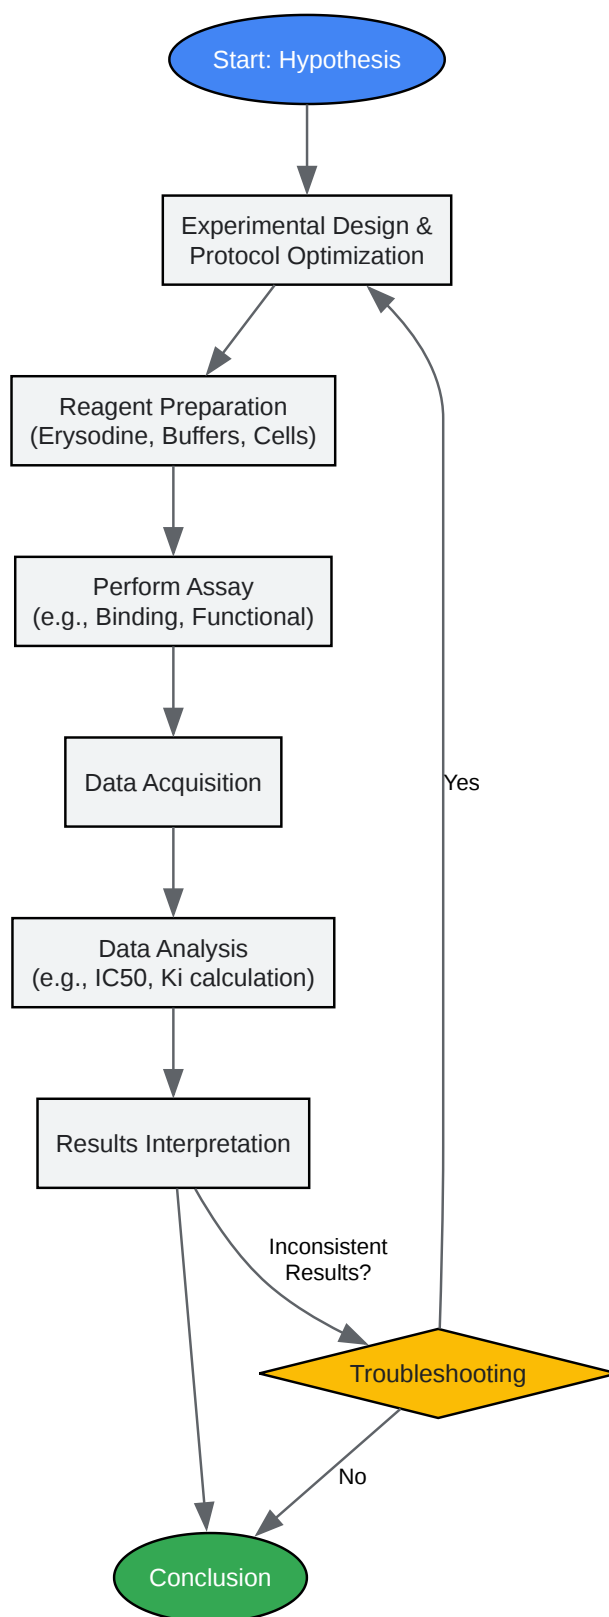 Start: Hypothesis
Experimental Design &
Protocol Optimization
Reagent Preparation
(Erysodine, Buffers, Cells)
Perform Assay
(e.g., Binding, Functional)
Data Acquisition
Yes
Data Analysis
(e.g., IC50, Ki calculation)
Results Interpretation
Inconsistent
Results?
Troubleshooting
No
Conclusion